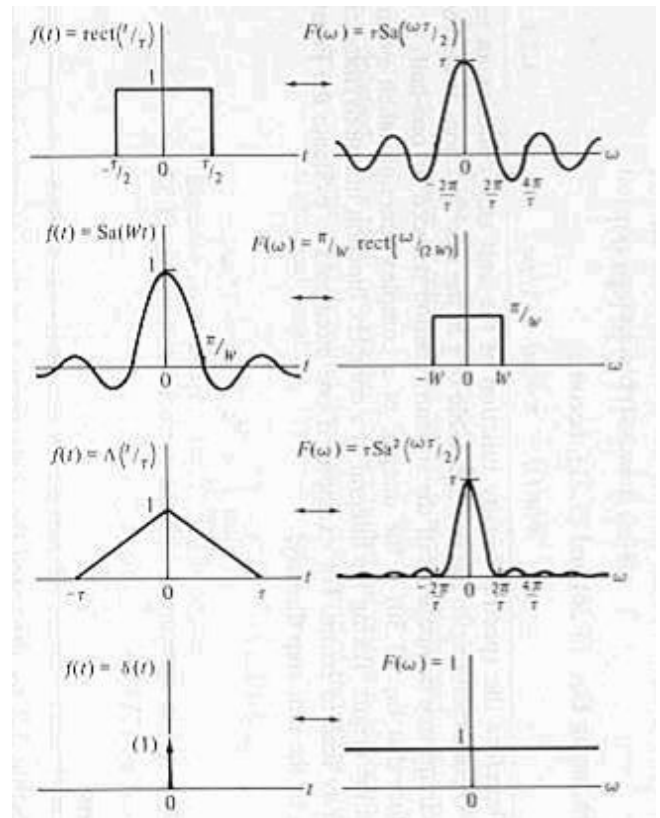 f(t) = rect(t/τ)
F(ω) = τSa(ωτ/2)
1
τ
t
ω
-τ/2
0
τ/2
-2π/τ
0
2π/τ
4π/τ
f(t) = Sa(Wt)
F(ω) = π/W rect[ω/(2W)]
1
π/W
π/W
t
ω
0
-W
0
W
f(t) = Λ(t/τ)
F(ω) = τSa²(ωτ/2)
1
τ
t
ω
-τ
0
τ
-2π/τ
0
2π/τ
4π/τ
f(t) = δ(t)
F(ω) = 1
(1)
1
t
ω
0
0